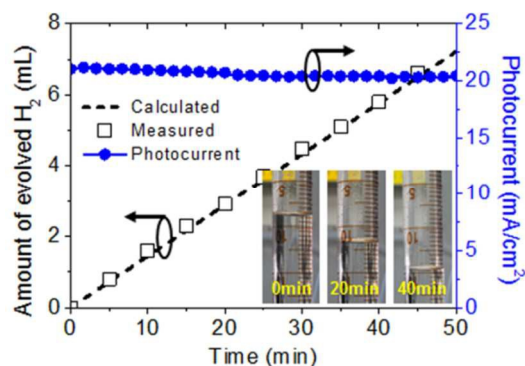 Amount of evolved H2 (mL)
8
6
4
2
0
Calculated
Measured
Photocurrent
25
20
15
10
5
0
Photocurrent (mA/cm²)
0min
20min
40min
0
10
20
30
40
50
Time (min)